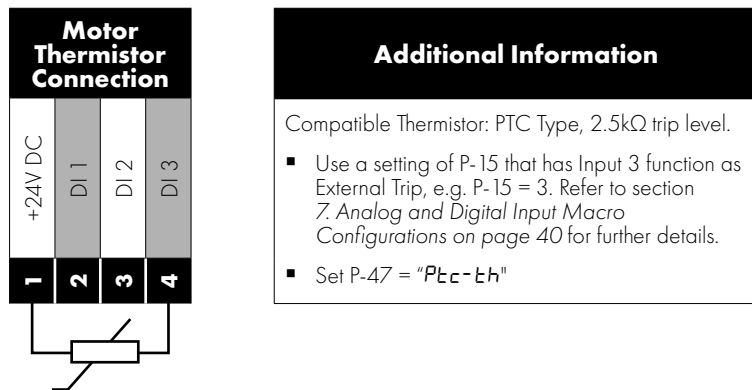 Motor
Thermistor
Connection
+24V DC
DI 1
DI 2
DI 3
1
2
3
4
Additional Information
Compatible Thermistor: PTC Type, 2.5kΩ trip level.
▪ Use a setting of P-15 that has Input 3 function as
External Trip, e.g. P-15 = 3. Refer to section
7. Analog and Digital Input Macro
Configurations on page 40 for further details.
▪ Set P-47 = “Ptc-th"